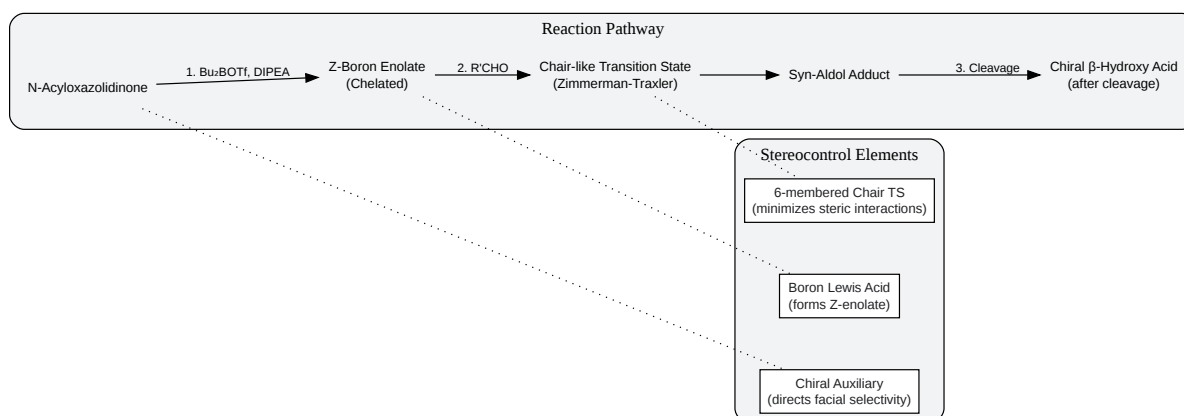 Reaction Pathway
N-Acyloxazolidinone
1. Bu₂BOTf, DIPEA
Z-Boron Enolate
(Chelated)
2. R'CHO
Chair-like Transition State
(Zimmerman-Traxler)
Syn-Aldol Adduct
3. Cleavage
Chiral β-Hydroxy Acid
(after cleavage)
Stereocontrol Elements
6-membered Chair TS
(minimizes steric interactions)
Boron Lewis Acid
(forms Z-enolate)
Chiral Auxiliary
(directs facial selectivity)